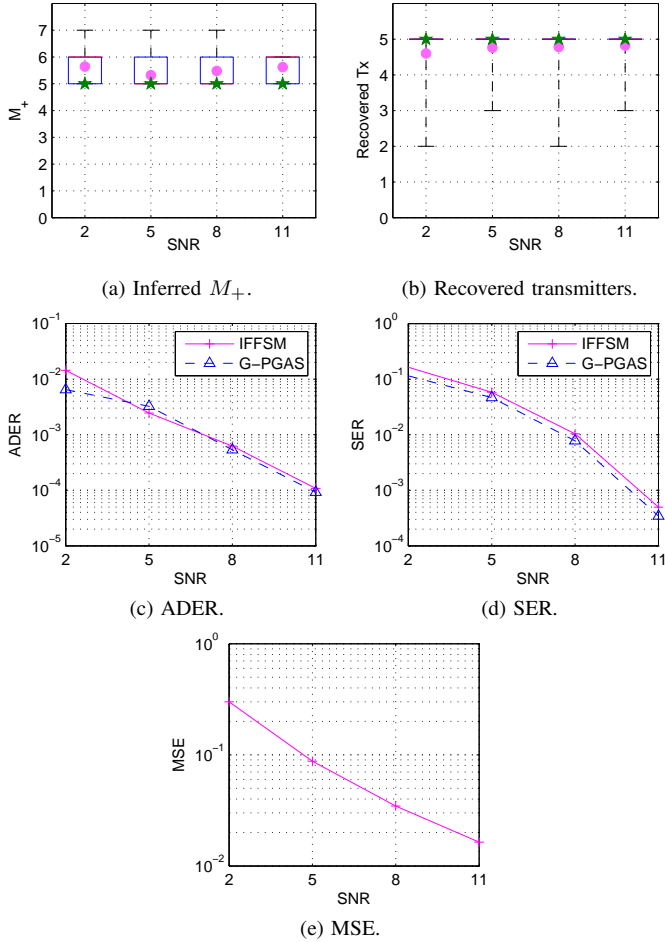 7
6
5
4
3
2
1
0
M+
2 5 8 11
SNR
(a) Inferred M+.
6
5
4
3
2
1
0
Recovered Tx
2 5 8 11
SNR
(b) Recovered transmitters.
10^-1
10^-2
10^-3
10^-4
10^-5
ADER
IFFSM
G-PGAS
2 5 8 11
SNR
(c) ADER.
10^0
10^-1
10^-2
10^-3
10^-4
SER
IFFSM
G-PGAS
2 5 8 11
SNR
(d) SER.
10^0
10^-1
10^-2
MSE
2 5 8 11
SNR
(e) MSE.